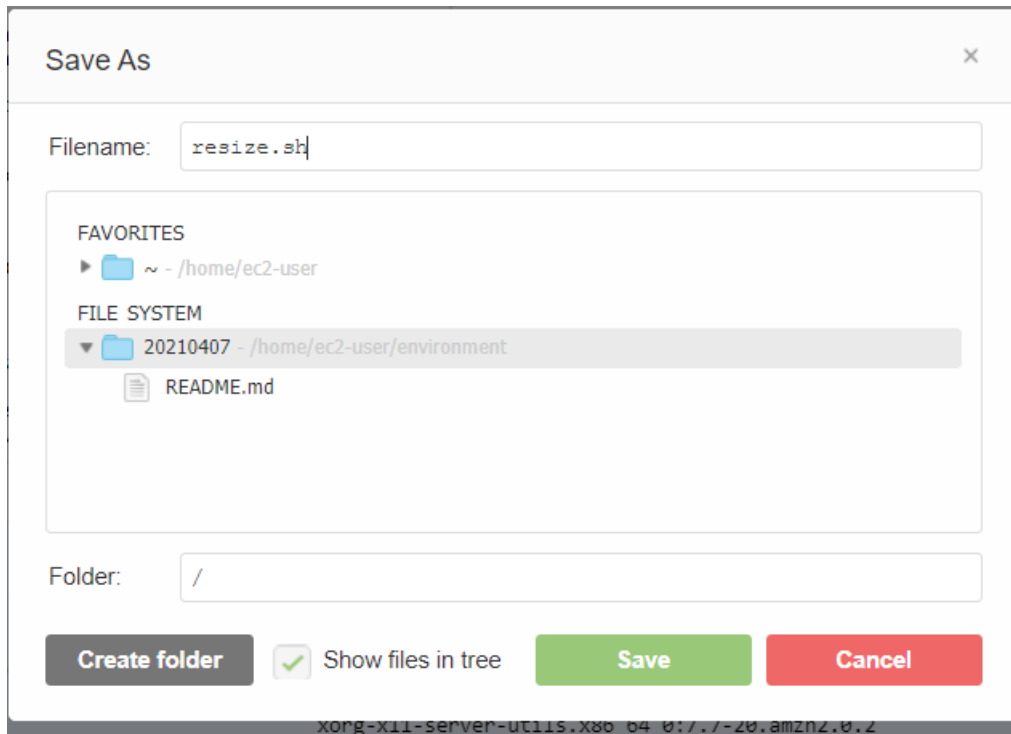 Save As
×
Filename: resize.sh
FAVORITES
~ - /home/ec2-user
FILE SYSTEM
20210407 - /home/ec2-user/environment
README.md
Folder: /
Create folder Show files in tree Save Cancel
xorg-x11-server-utils.x86_64 0:7.7-20.amzn2.0.2